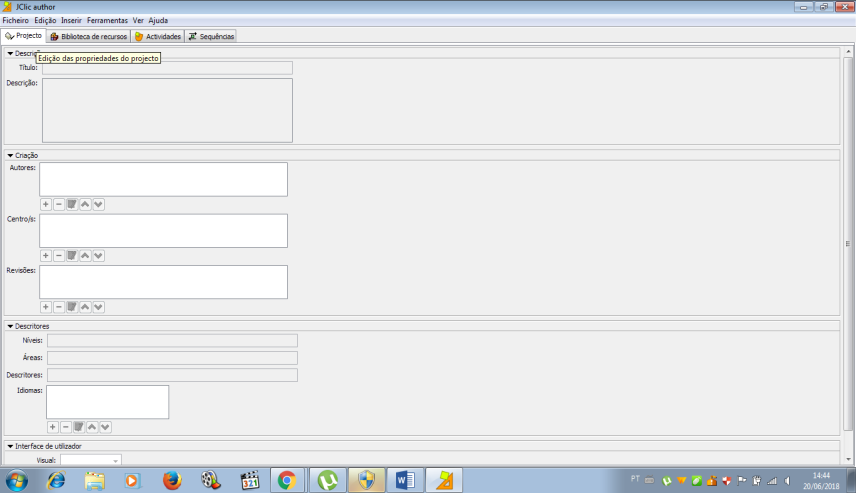 JClic author
Ficheiro Edição Inserir Ferramentas Ver Ajuda
Projecto Biblioteca de recursos Actividades Sequências
Descriç
Edição das propriedades do projecto
Título:
Descrição:
Criação
Autores:
Centro/s:
Revisões:
Descritores
Níveis:
Áreas:
Descritores:
Idiomas:
Interface de utilizador
Visual:
321
W
PT
14:44
20/06/2018